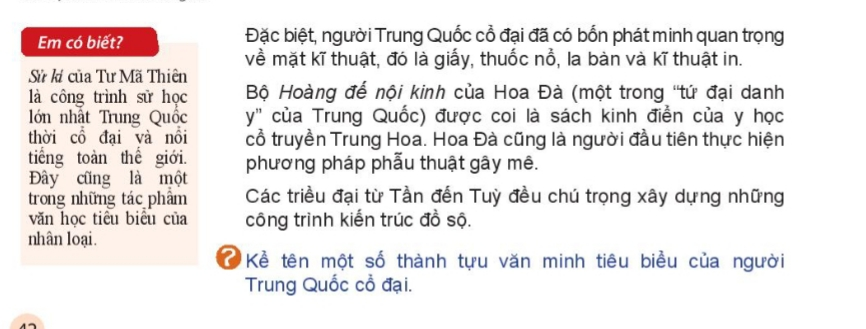 Em có biết?
Sử kí của Tư Mã Thiên
là công trình sử học
lớn nhất Trung Quốc
thời cổ đại và nổi
tiếng toàn thế giới.
Đây cũng là một
trong những tác phẩm
văn học tiêu biểu của
nhân loại.
Đặc biệt, người Trung Quốc cổ đại đã có bốn phát minh quan trọng
về mặt kĩ thuật, đó là giấy, thuốc nổ, la bàn và kĩ thuật in.
Bộ Hoàng đế nội kinh của Hoa Đà (một trong “tứ đại danh
y” của Trung Quốc) được coi là sách kinh điển của y học
cổ truyền Trung Hoa. Hoa Đà cũng là người đầu tiên thực hiện
phương pháp phẫu thuật gây mê.
Các triều đại từ Tần đến Tuỳ đều chú trọng xây dựng những
công trình kiến trúc đồ sộ.
? Kể tên một số thành tựu văn minh tiêu biểu của người
Trung Quốc cổ đại.